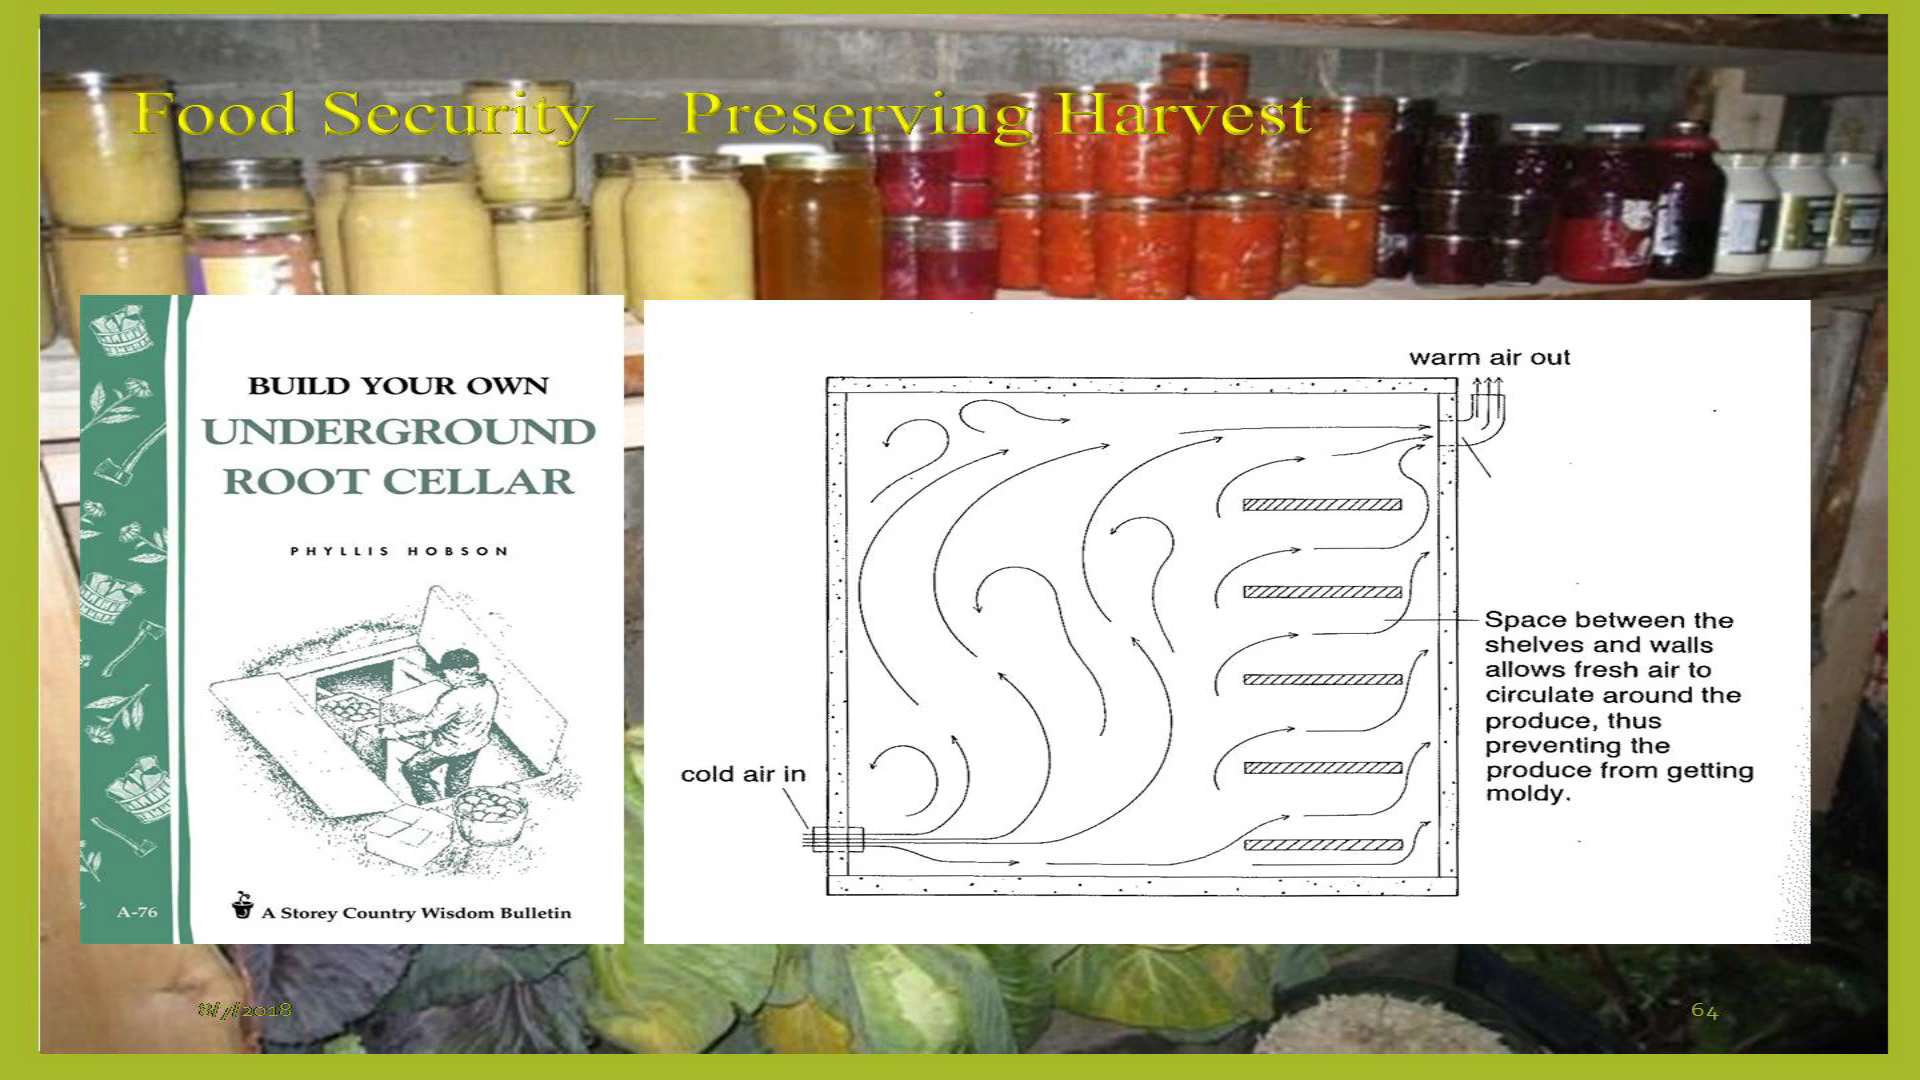 Food Security – Preserving Harvest
BUILD YOUR OWN
UNDERGROUND
ROOT CELLAR
PHYLLIS HOBSON
A-76
A Storey Country Wisdom Bulletin
warm air out
cold air in
Space between the
shelves and walls
allows fresh air to
circulate around the
produce, thus
preventing the
produce from getting
moldy.
64